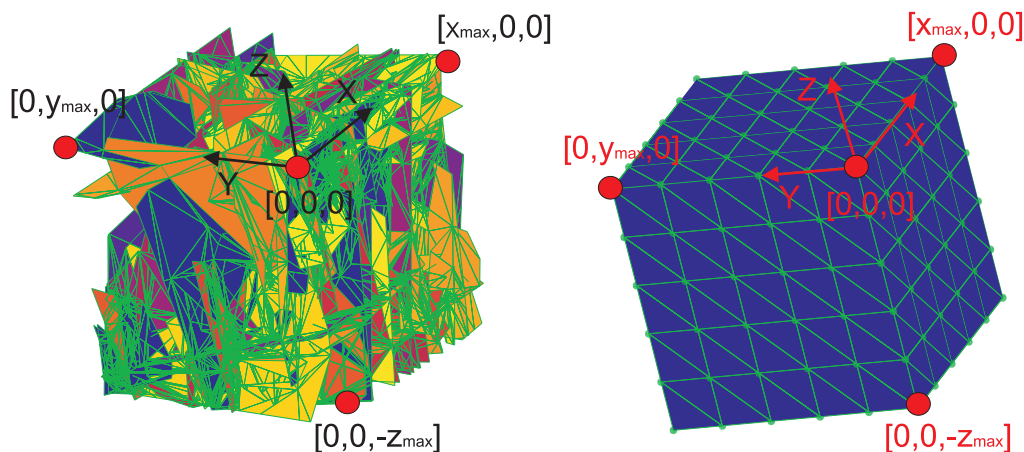 [xmax,0,0]
Z
X
[0,ymax,0]
Y
[0,0,0]
[0,0,-zmax]
[xmax,0,0]
Z
X
[0,ymax,0]
Y
[0,0,0]
[0,0,-zmax]